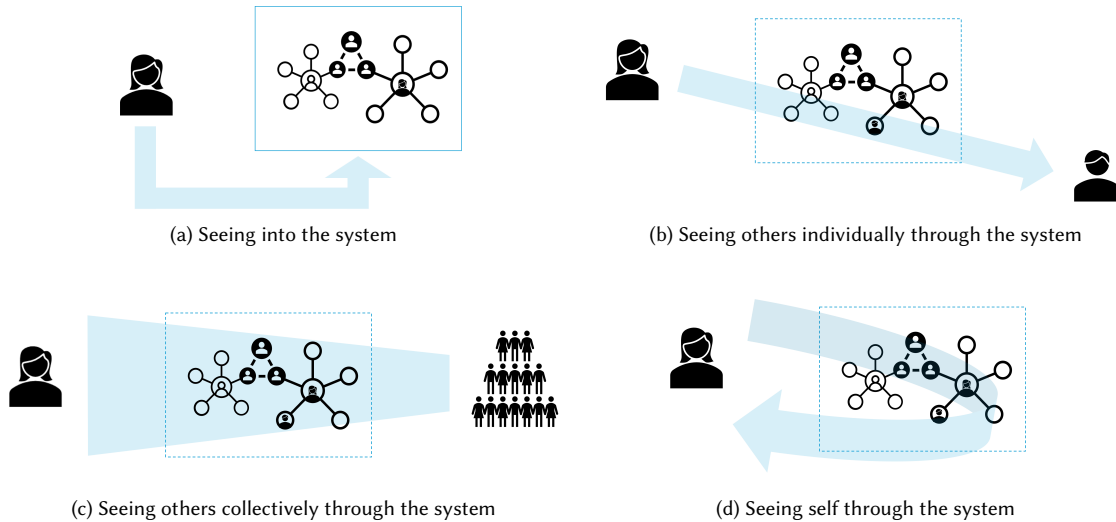 (a) Seeing into the system
(b) Seeing others individually through the system
(c) Seeing others collectively through the system
(d) Seeing self through the system